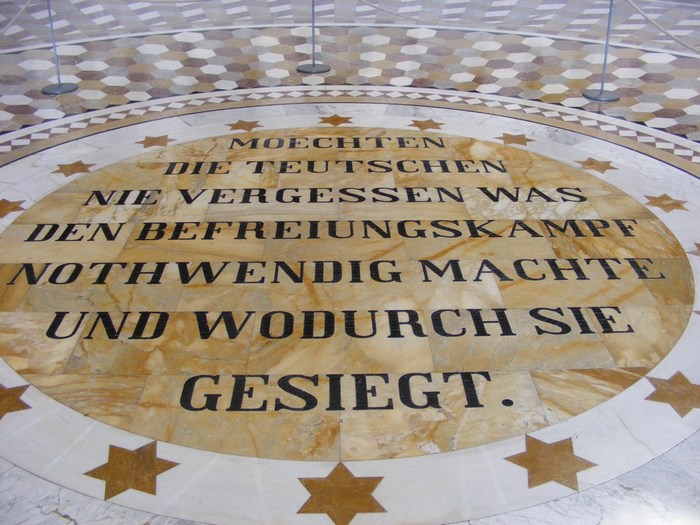 MOECHTEN
DIE TEUTSCHEN
NIE VERGESSEN WAS
DEN BEFREIUNGSKAMPF
NOTHWENDIG MACHTE
UND WODURCH SIE
GESIEGT.